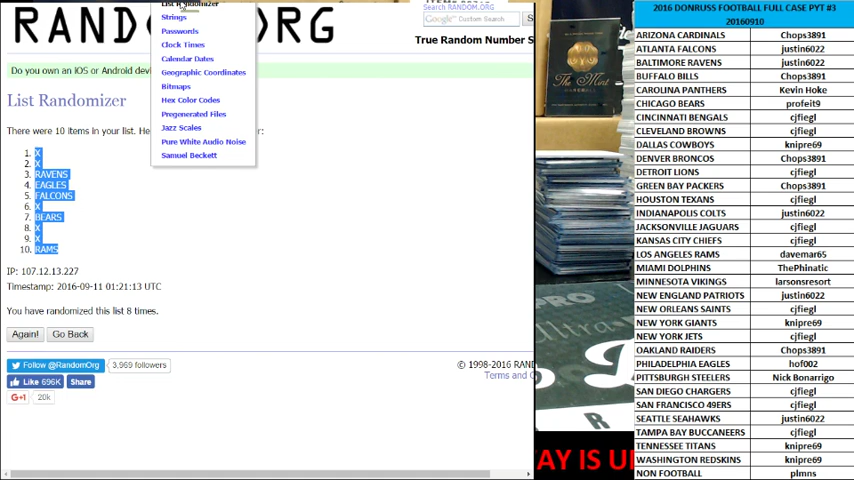 List Randomizer
Strings
Passwords
Clock Times
Calendar Dates
Geographic Coordinates
Bitmaps
Hex Color Codes
Pregenerated Files
Jazz Scales
Pure White Audio Noise
Samuel Beckett
RAND
ORG
Search RANDOM.ORG
Google Custom Search
S
True Random Number S
Do you own an iOS or Android devi
List Randomizer
There were 10 items in your list. He
er:
1. X
2. X
3. RAVENS
4. EAGLES
5. FALCONS
6. X
7. BEARS
8. X
9. X
10. RAMS
IP: 107.12.13.227
Timestamp: 2016-09-11 01:21:13 UTC
You have randomized this list 8 times.
Again! Go Back
Follow @RandomOrg 3,969 followers
Like 696K Share
G+1 20k
© 1998-2016 RAND
Terms and C
The Mint
PRO
Ultra
R
AY IS U
2016 DONRUSS FOOTBALL FULL CASE PYT #3
20160910
ARIZONA CARDINALS Chops3891
ATLANTA FALCONS justin6022
BALTIMORE RAVENS justin6022
BUFFALO BILLS Chops3891
CAROLINA PANTHERS Kevin Hoke
CHICAGO BEARS profeit9
CINCINNATI BENGALS cjfiegl
CLEVELAND BROWNS cjfiegl
DALLAS COWBOYS knipre69
DENVER BRONCOS Chops3891
DETROIT LIONS cjfiegl
GREEN BAY PACKERS Chops3891
HOUSTON TEXANS cjfiegl
INDIANAPOLIS COLTS justin6022
JACKSONVILLE JAGUARS cjfiegl
KANSAS CITY CHIEFS cjfiegl
LOS ANGELES RAMS davemar65
MIAMI DOLPHINS ThePhinatic
MINNESOTA VIKINGS larsonsresort
NEW ENGLAND PATRIOTS justin6022
NEW ORLEANS SAINTS cjfiegl
NEW YORK GIANTS knipre69
NEW YORK JETS cjfiegl
OAKLAND RAIDERS Chops3891
PHILADELPHIA EAGLES hof002
PITTSBURGH STEELERS Nick Bonarrigo
SAN DIEGO CHARGERS cjfiegl
SAN FRANCISCO 49ERS cjfiegl
SEATTLE SEAHAWKS justin6022
TAMPA BAY BUCCANEERS cjfiegl
TENNESSEE TITANS knipre69
WASHINGTON REDSKINS knipre69
NON FOOTBALL plmns